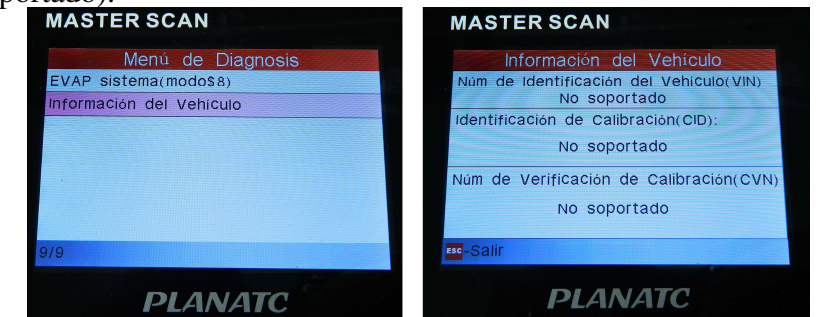 portado).
MASTER SCAN
Menú de Diagnosis
EVAP sistema(modo$8)
Información del Vehículo
9/9
PLANATC
MASTER SCAN
Información del Vehículo
Núm de Identificación del Vehículo(VIN)
No soportado
Identificación de Calibración(CID):
No soportado
Núm de Verificación de Calibración(CVN)
No soportado
ESC-Salir
PLANATC